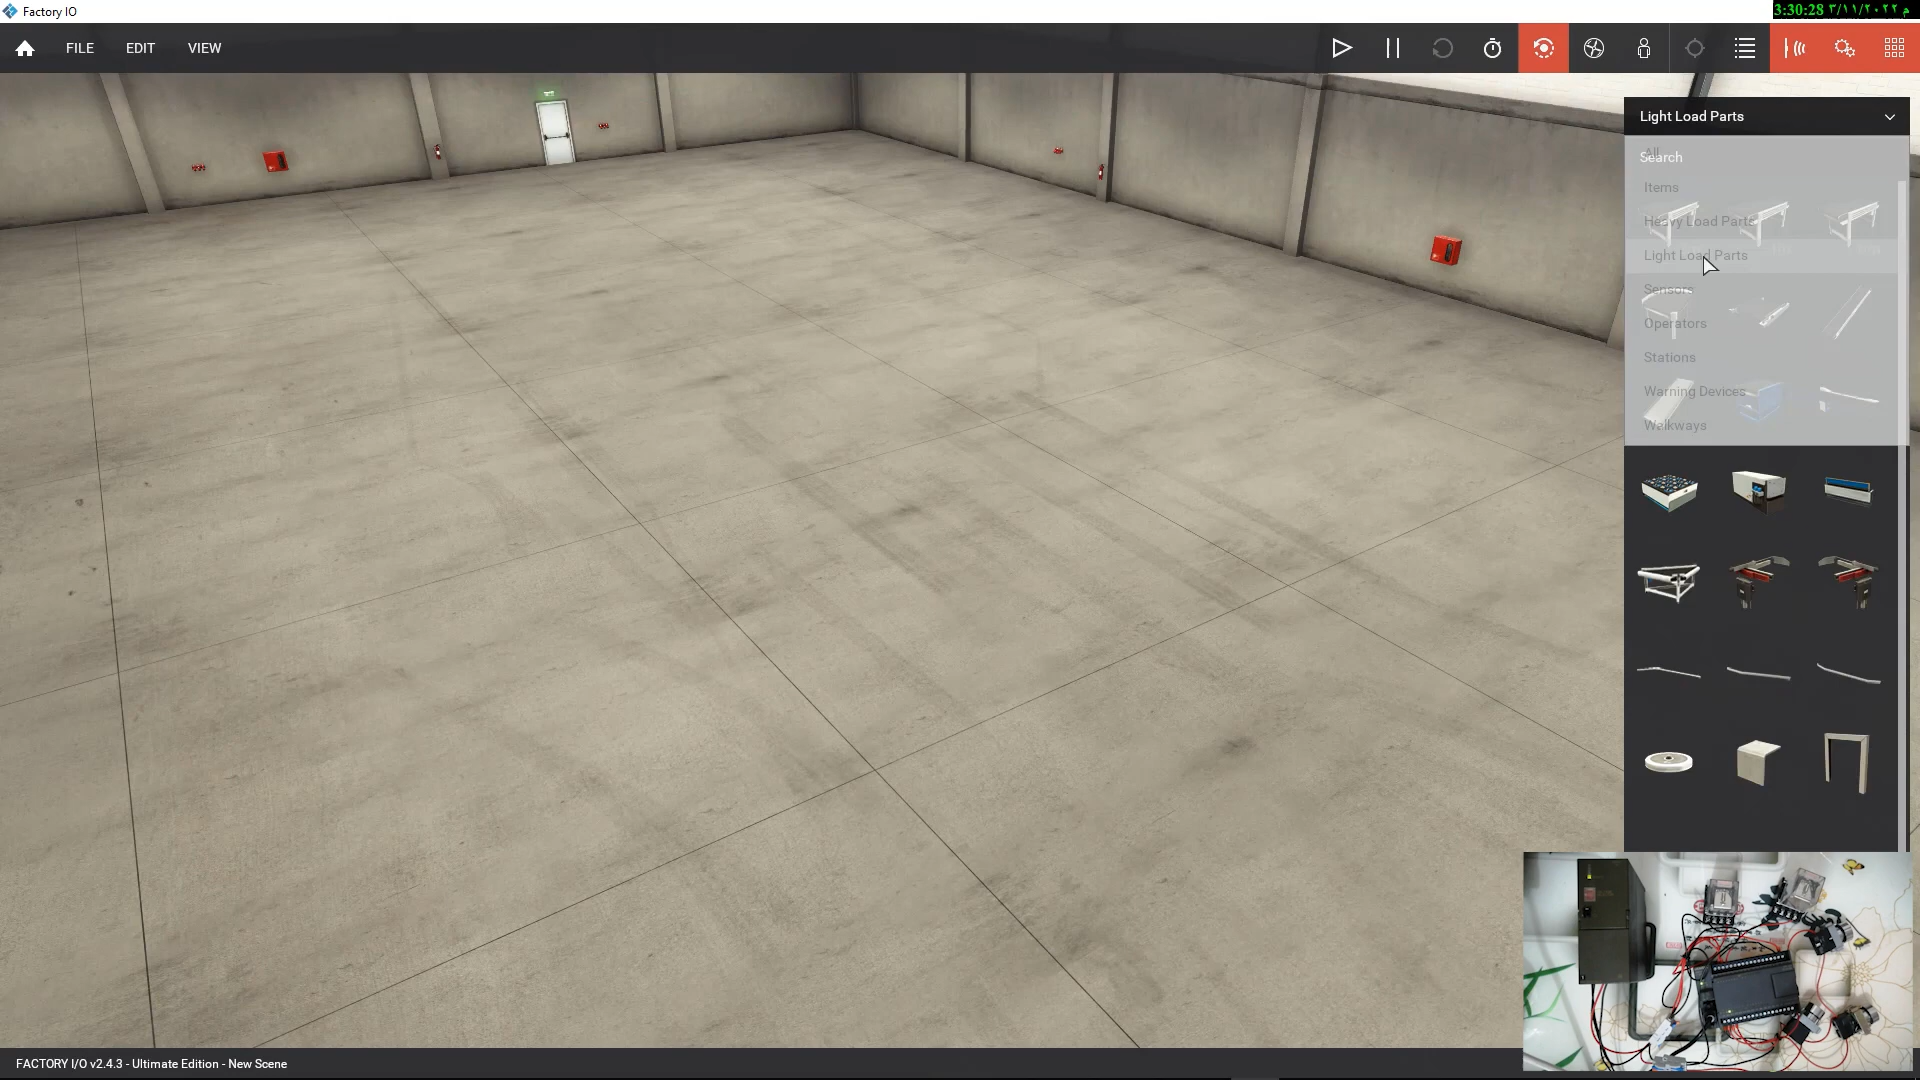 Factory IO
3:30:28 ٣/١١/٢٠٢٢ م
FILE
EDIT
VIEW
Light Load Parts
All
Search
Items
Heavy Load Parts
Light Load Parts
Sensors
Operators
Stations
Warning Devices
Walkways
FACTORY I/O v2.4.3 - Ultimate Edition - New Scene